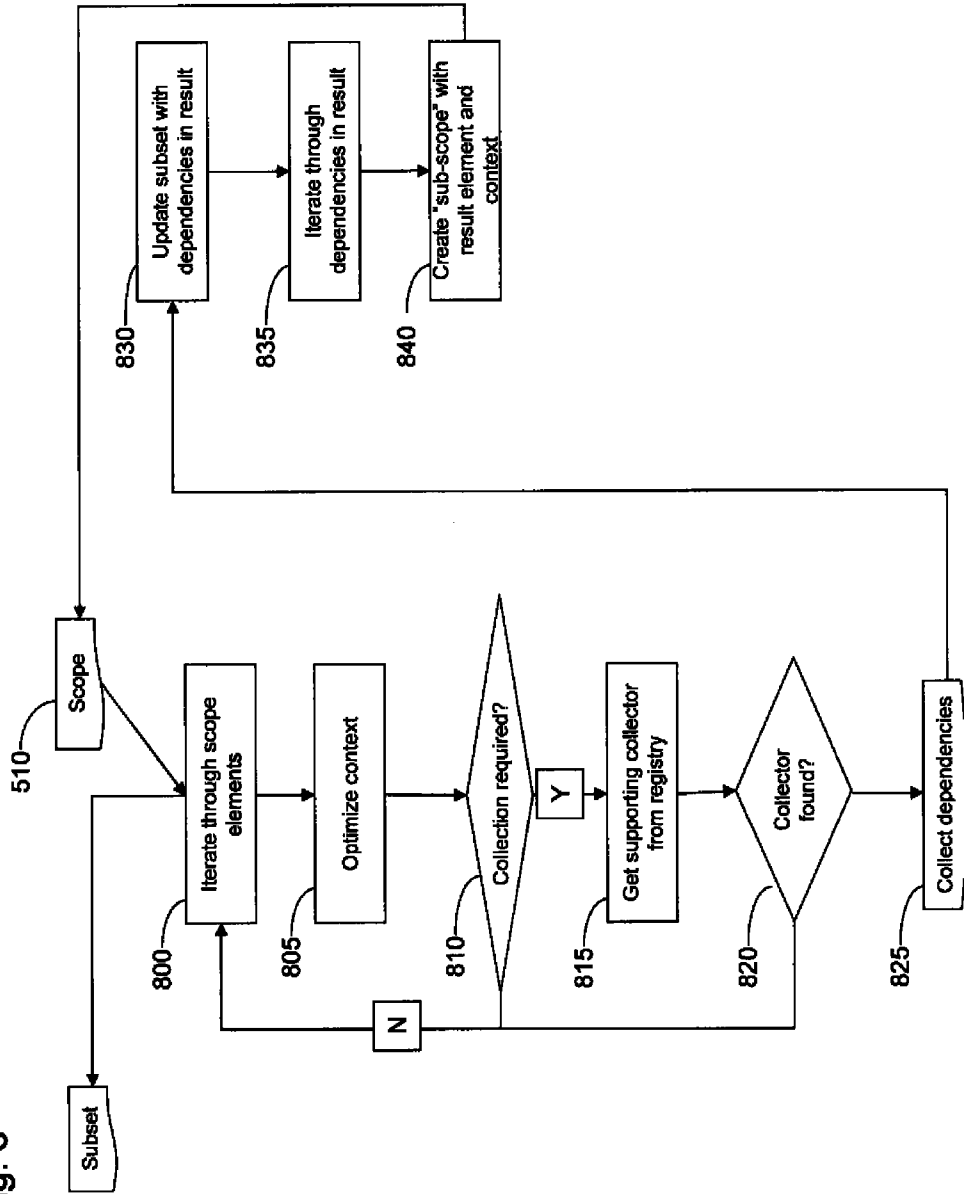 ig. 8
Subset
510
Scope
800
Iterate through scope
elements
805
Optimize context
N
810
Collection required?
Y
815
Get supporting collector
from registry
820
Collector
found?
825
Collect dependencies
830
Update subset with
dependencies in result
835
Iterate through
dependencies in result
840
Create "sub-scope" with
result element and
context